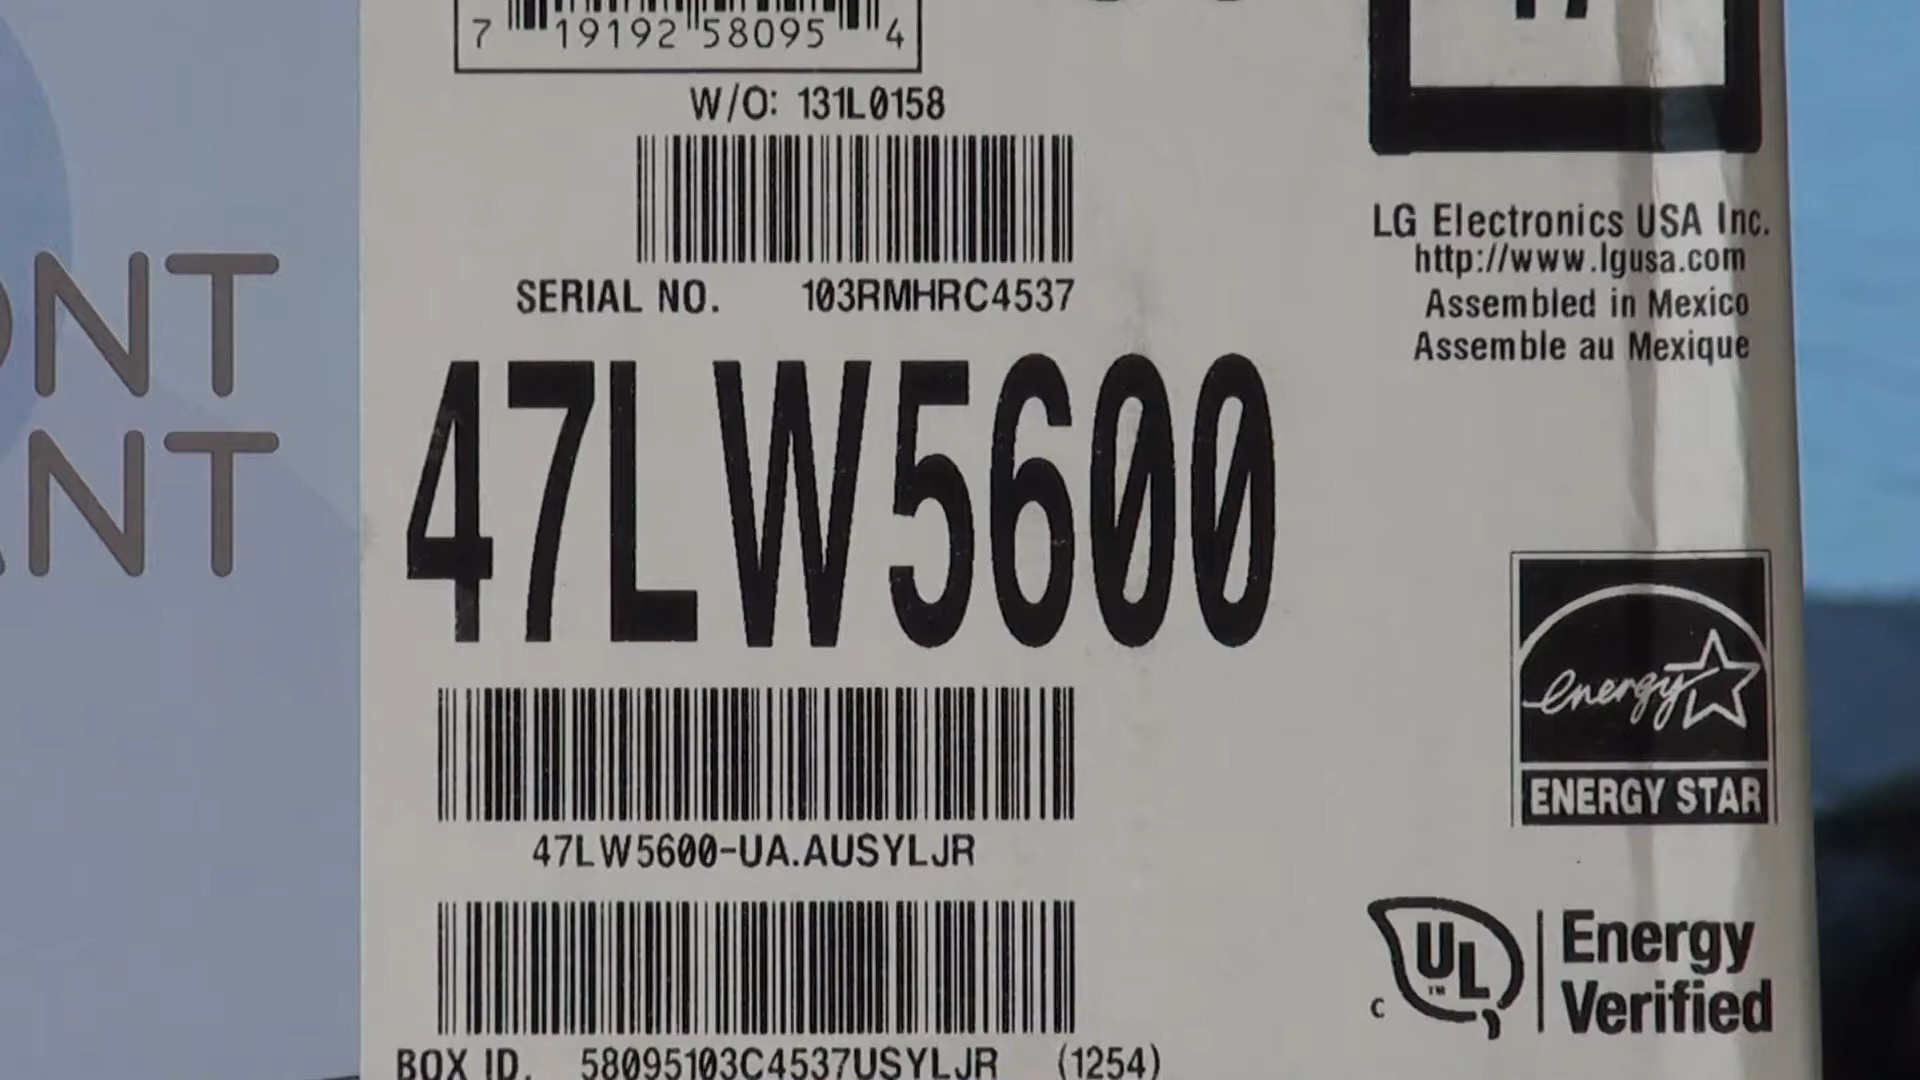 7 19192 58095 4
W/O: 131L0158
SERIAL NO. 103RMHRC4537
47LW5600
47LW5600-UA.AUSYLJR
BOX ID. 58095103C4537USYLJR (1254)
LG Electronics USA Inc.
http://www.lgusa.com
Assembled in Mexico
Assemble au Mexique
energy
ENERGY STAR
C UL TM
Energy
Verified